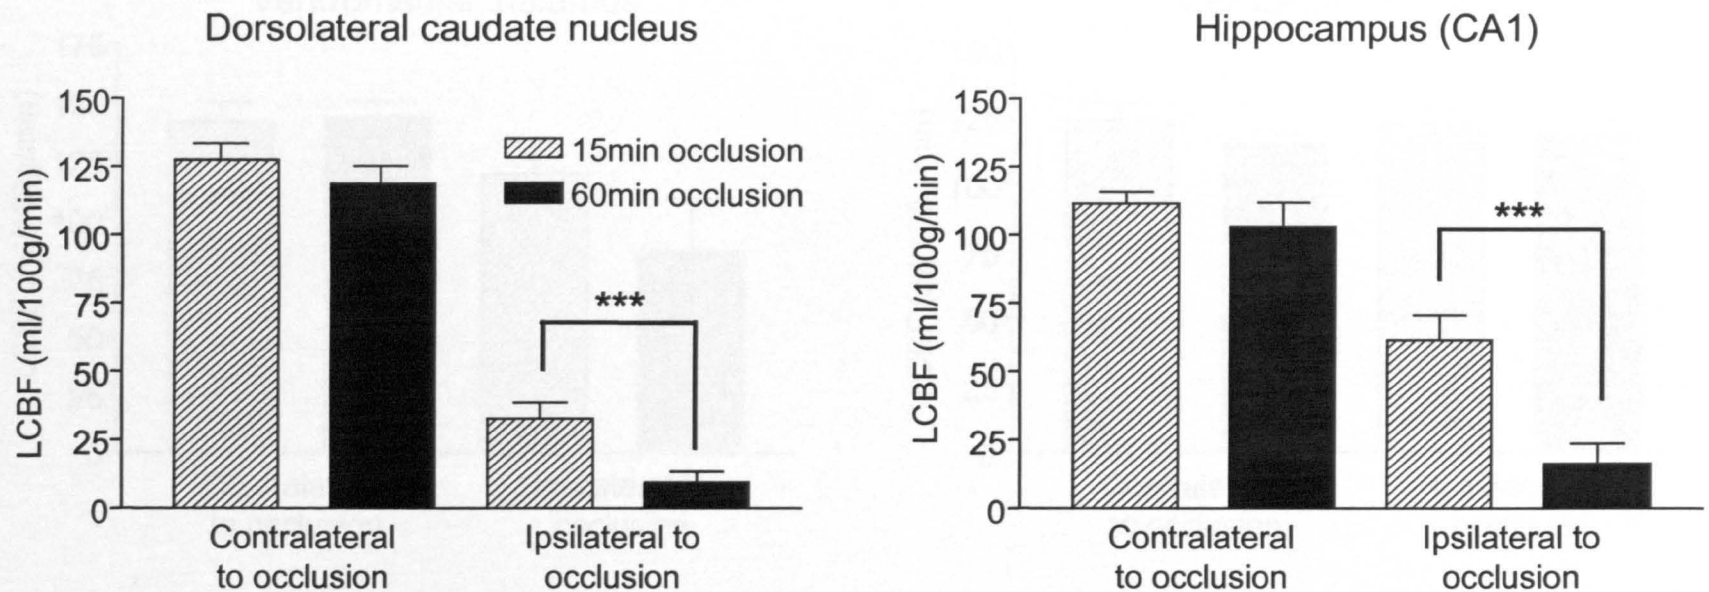 Dorsolateral caudate nucleus
LCBF (ml/100g/min)
150
125
100
75
50
25
0
15min occlusion
60min occlusion
***
Contralateral
to occlusion
Ipsilateral to
occlusion
Hippocampus (CA1)
LCBF (ml/100g/min)
150
125
100
75
50
25
0
***
Contralateral
to occlusion
Ipsilateral to
occlusion